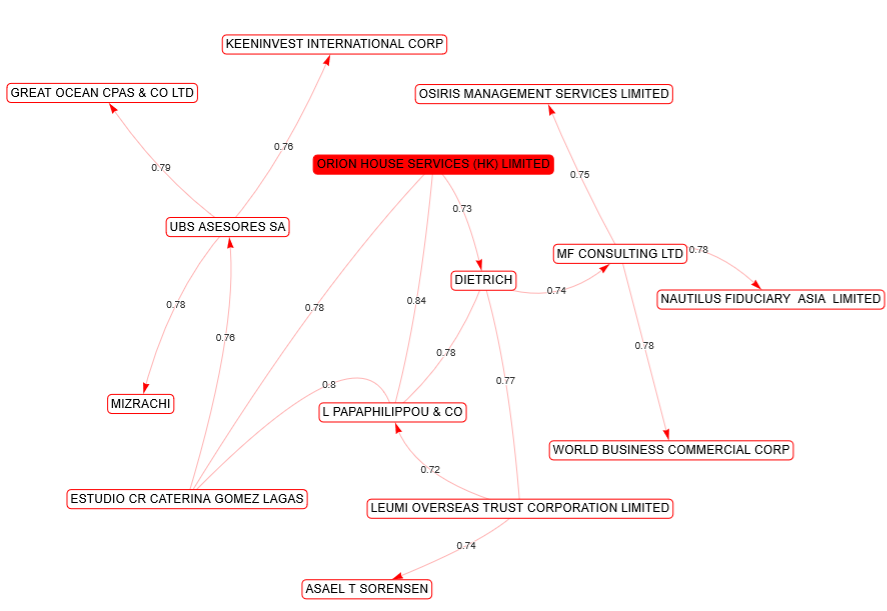 KEENINVEST INTERNATIONAL CORP
GREAT OCEAN CPAS & CO LTD
OSIRIS MANAGEMENT SERVICES LIMITED
0.76
ORION HOUSE SERVICES (HK) LIMITED
0.79
0.75
0.73
UBS ASESORES SA
MF CONSULTING LTD
0.78
DIETRICH
0.74
NAUTILUS FIDUCIARY  ASIA  LIMITED
0.78
0.78
0.84
0.76
0.78
0.78
0.77
0.8
MIZRACHI
L PAPAPHILIPPOU & CO
WORLD BUSINESS COMMERCIAL CORP
0.72
ESTUDIO CR CATERINA GOMEZ LAGAS
LEUMI OVERSEAS TRUST CORPORATION LIMITED
0.74
ASAEL T SORENSEN